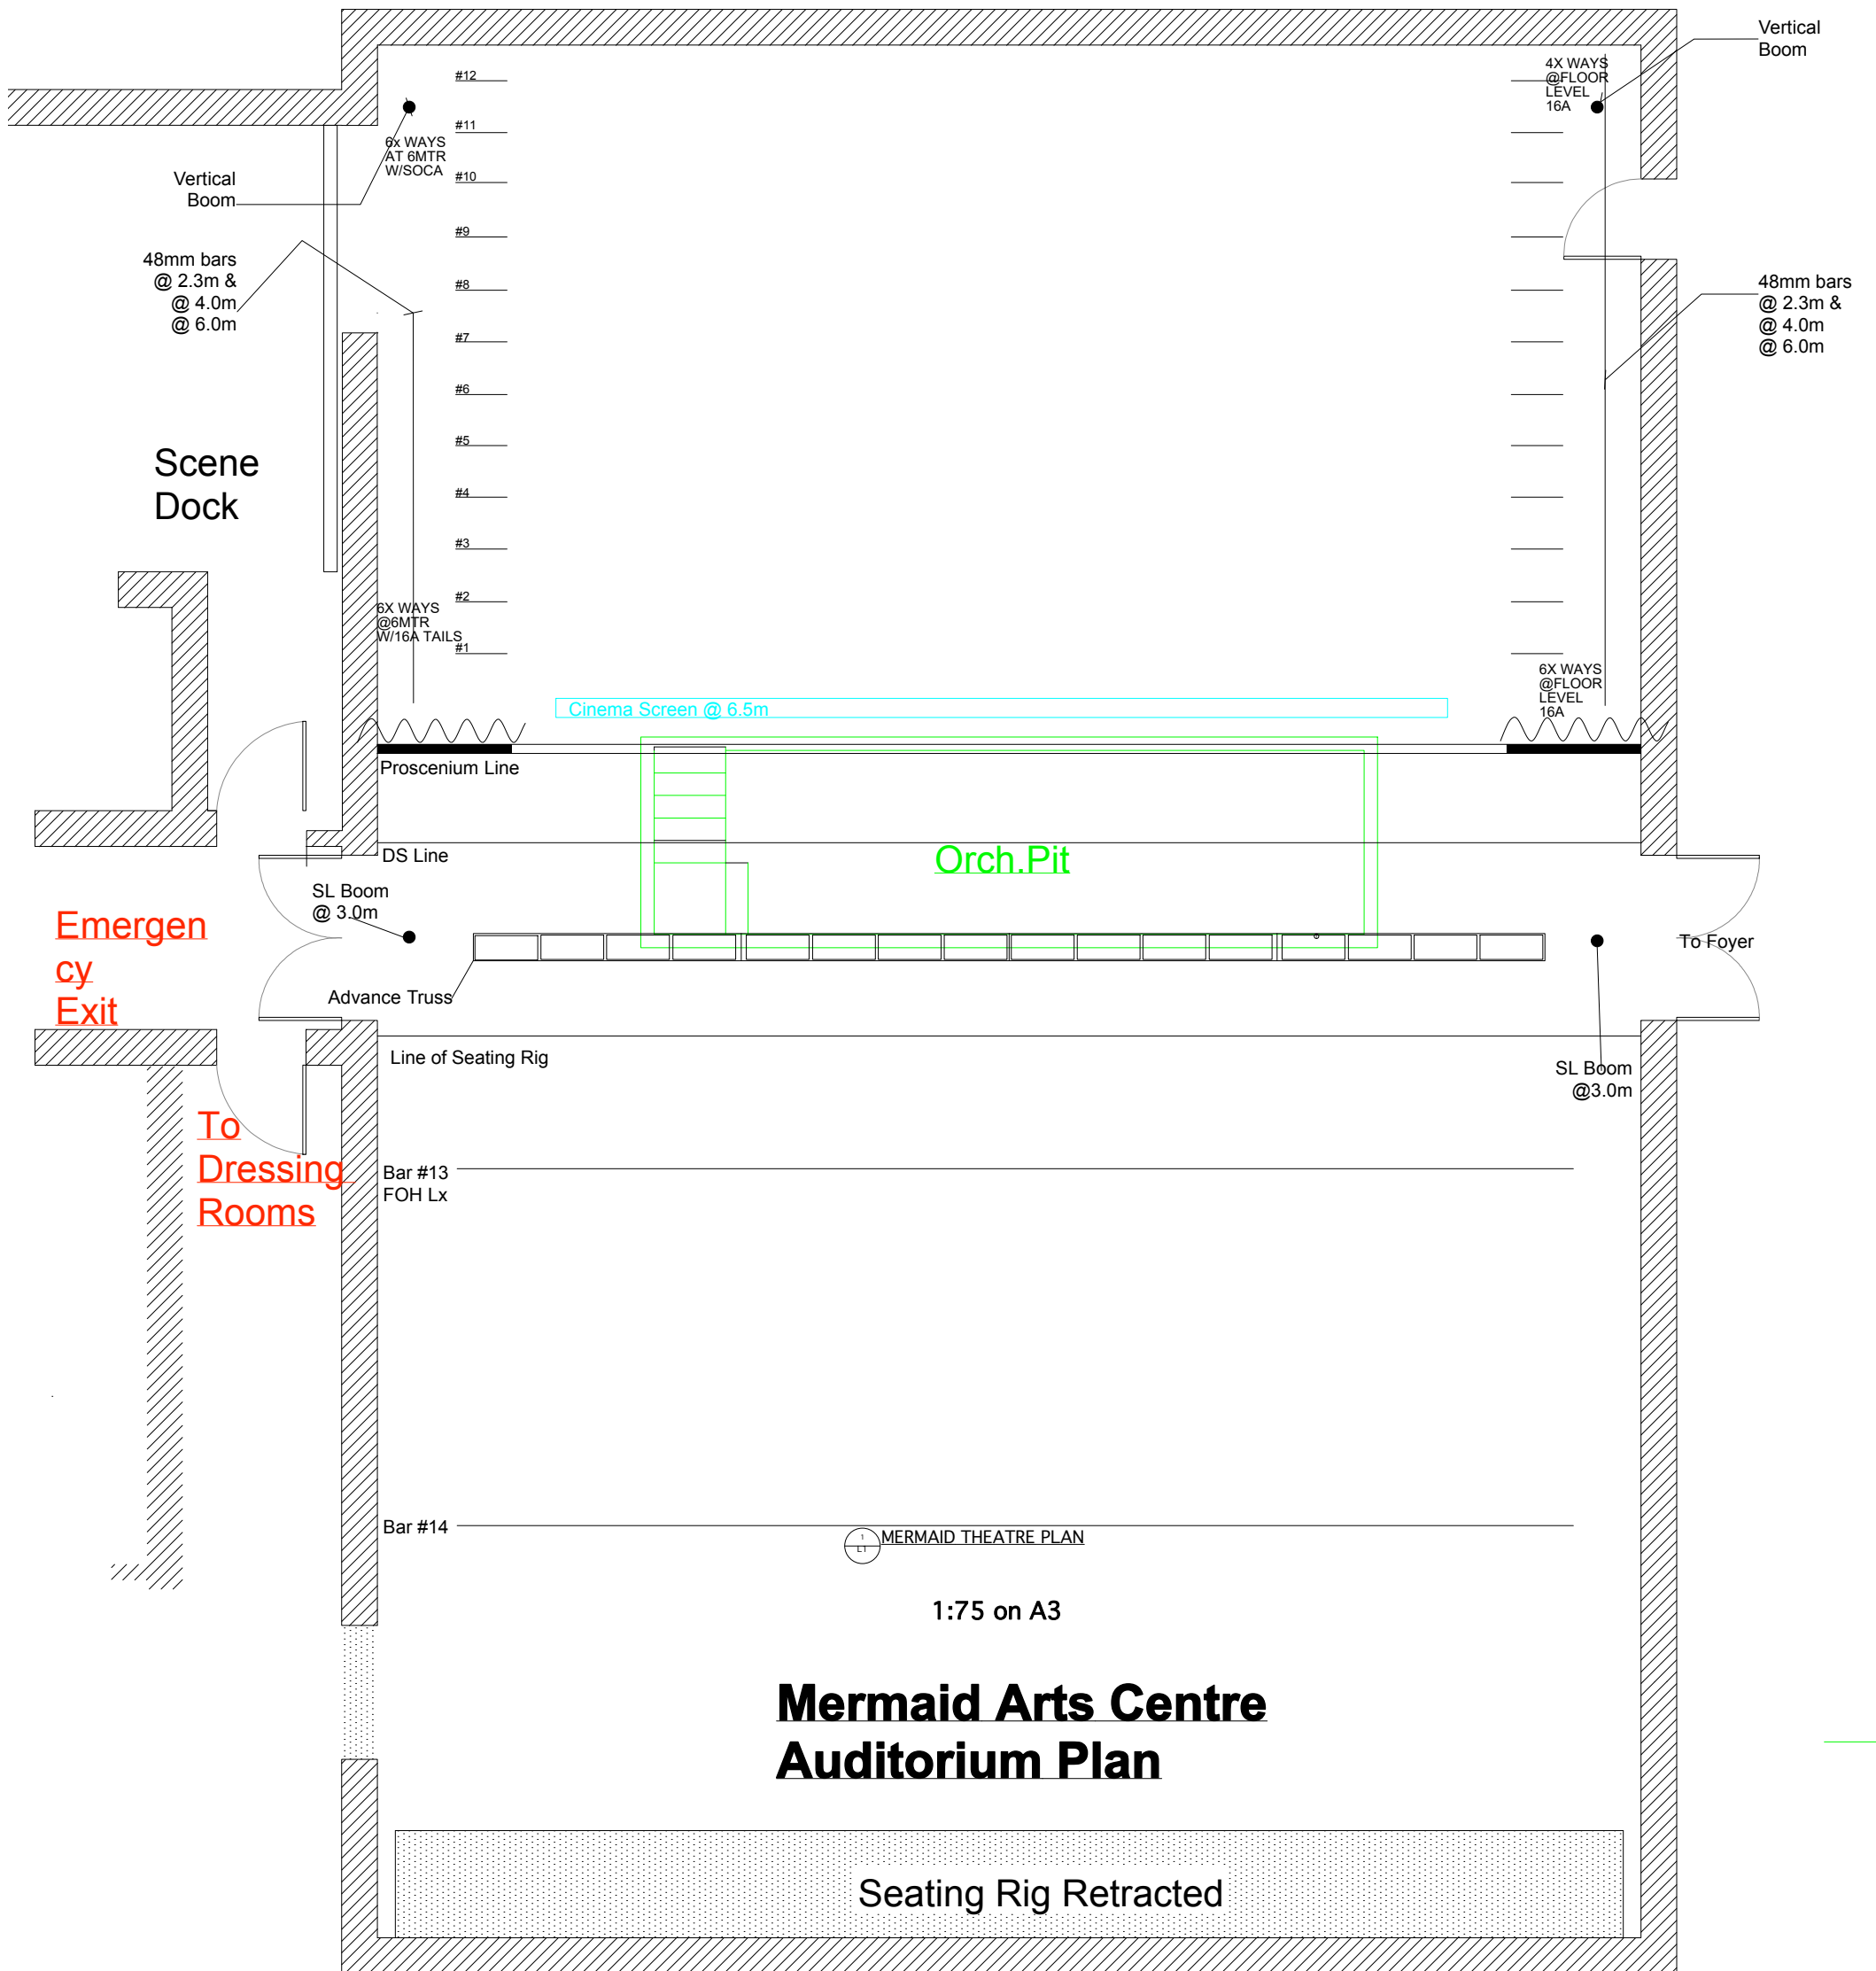 Vertical
Boom
#12
4X WAYS
@FLOOR
LEVEL
16A
#11
6x WAYS
AT 6MTR
W/SOCA
#10
Vertical
Boom
#9
48mm bars
@ 2.3m &
@ 4.0m
@ 6.0m
#8
48mm bars
@ 2.3m &
@ 4.0m
@ 6.0m
#7
#6
#5
Scene
Dock
#4
#3
#2
6X WAYS
@6MTR
W/16A TAILS
#1
6X WAYS
@FLOOR
LEVEL
16A
Cinema Screen @ 6.5m
Proscenium Line
DS Line
Orch.Pit
SL Boom
@ 3.0m
Emergen
cy
Exit
To Foyer
Advance Truss
Line of Seating Rig
SL Boom
@3.0m
To
Dressing
Rooms
Bar #13
FOH Lx
Bar #14
1
L1
MERMAID THEATRE PLAN
1:75 on A3
Mermaid Arts Centre
Auditorium Plan
Seating Rig Retracted